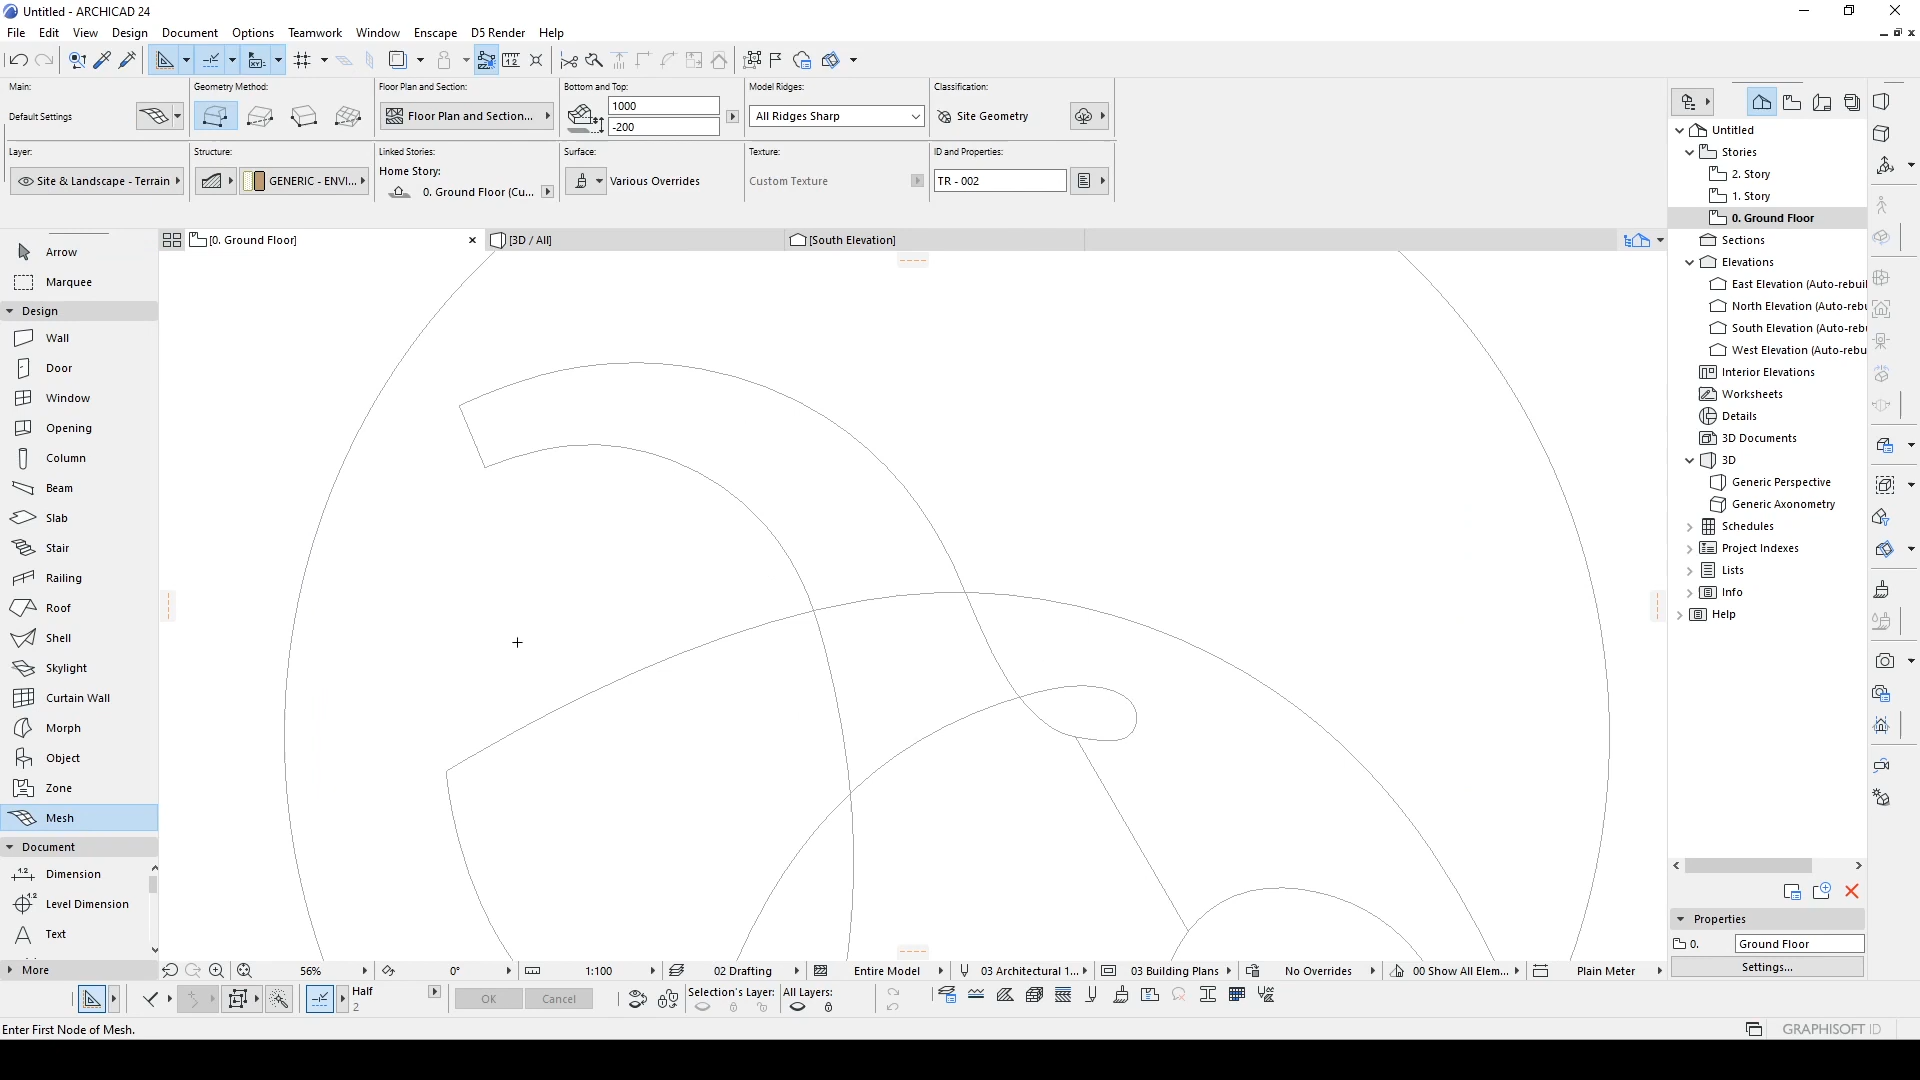 Untitled - ARCHICAD 24
File Edit View Design Document Options Teamwork Window Enscape D5 Render Help
Main: Geometry Method: Floor Plan and Section: Bottom and Top: Model Ridges: Classification:
Default Settings Floor Plan and Section... 1000 All Ridges Sharp Site Geometry
-200
Layer: Structure: Linked Stories: Surface: Texture: ID and Properties:
Site & Landscape - Terrain GENERIC - ENVI... Home Story: Various Overrides Custom Texture TR - 002
0. Ground Floor (Cu...
[0. Ground Floor] [3D / All] [South Elevation]
Arrow
Marquee
Design
Wall
Door
Window
Opening
Column
Beam
Slab
Stair
Railing
Roof
Shell
Skylight
Curtain Wall
Morph
Object
Zone
Mesh
Document
Dimension
Level Dimension
Text
More
Untitled
Stories
2. Story
1. Story
0. Ground Floor
Sections
Elevations
East Elevation (Auto-rebuil
North Elevation (Auto-rebu
South Elevation (Auto-rebu
West Elevation (Auto-rebu
Interior Elevations
Worksheets
Details
3D Documents
3D
Generic Perspective
Generic Axonometry
Schedules
Project Indexes
Lists
Info
Help
Properties
0. Ground Floor
Settings...
56% 0° 1:100 02 Drafting Entire Model 03 Architectural 1... 03 Building Plans No Overrides 00 Show All Elem... Plain Meter
Half
2
OK Cancel Selection's Layer: All Layers:
Enter First Node of Mesh.
GRAPHISOFT ID